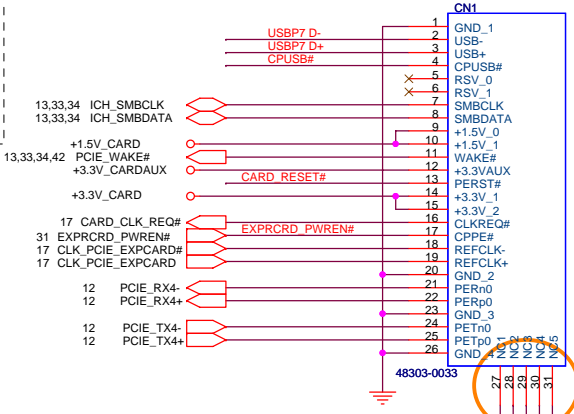 CN1
1 GND_1
USBP7 D- 2 USB-
USBP7 D+ 3 USB+
CPUSB# 4 CPUSB#
5 RSV_0
6 RSV_1
13,33,34 ICH_SMBCLK 7 SMBCLK
13,33,34 ICH_SMBDATA 8 SMBDATA
9 +1.5V_0
+1.5V_CARD 10 +1.5V_1
13,33,34,42 PCIE_WAKE# 11 WAKE#
+3.3V_CARDAUX 12 +3.3VAUX
CARD_RESET# 13 PERST#
+3.3V_CARD 14 +3.3V_1
15 +3.3V_2
17 CARD_CLK_REQ# 16 CLKREQ#
31 EXPRCRD_PWREN# EXPRCRD_PWREN# 17 CPPE#
17 CLK_PCIE_EXPCARD# 18 REFCLK-
17 CLK_PCIE_EXPCARD 19 REFCLK+
20 GND_2
12 PCIE_RX4- 21 PERn0
12 PCIE_RX4+ 22 PERp0
23 GND_3
12 PCIE_TX4- 24 PETn0
12 PCIE_TX4+ 25 PETp0
26 GND_4
NC1 NC2 NC3 NC4 NC5
48303-0033
27 28 29 30 31